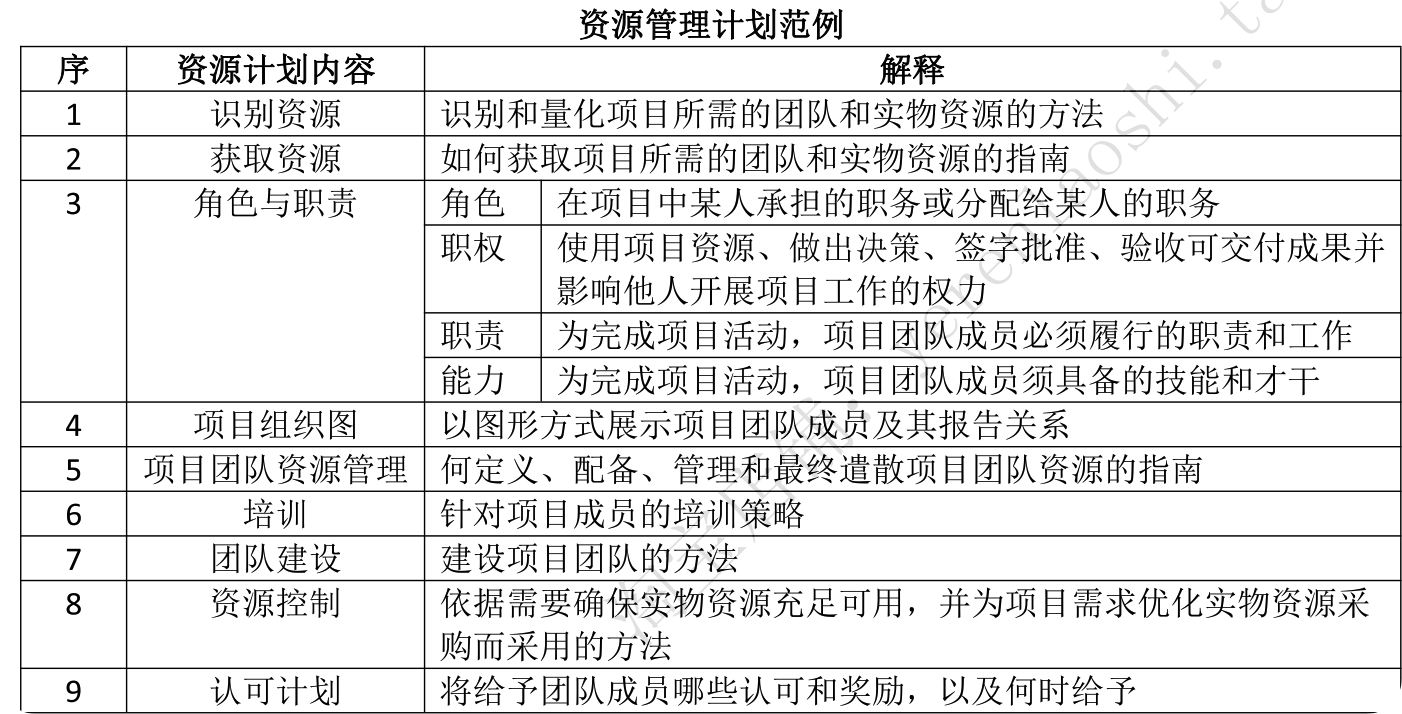 资源管理计划范例
序 资源计划内容 解释
1 识别资源 识别和量化项目所需的团队和实物资源的方法
2 获取资源 如何获取项目所需的团队和实物资源的指南
3 角色与职责 角色 在项目中某人承担的职务或分配给某人的职务
职权 使用项目资源、做出决策、签字批准、验收可交付成果并
影响他人开展项目工作的权力
职责 为完成项目活动，项目团队成员必须履行的职责和工作
能力 为完成项目活动，项目团队成员须具备的技能和才干
4 项目组织图 以图形方式展示项目团队成员及其报告关系
5 项目团队资源管理 何定义、配备、管理和最终遣散项目团队资源的指南
6 培训 针对项目成员的培训策略
7 团队建设 建设项目团队的方法
8 资源控制 依据需要确保实物资源充足可用，并为项目需求优化实物资源采
购而采用的方法
9 认可计划 将给予团队成员哪些认可和奖励，以及何时给予